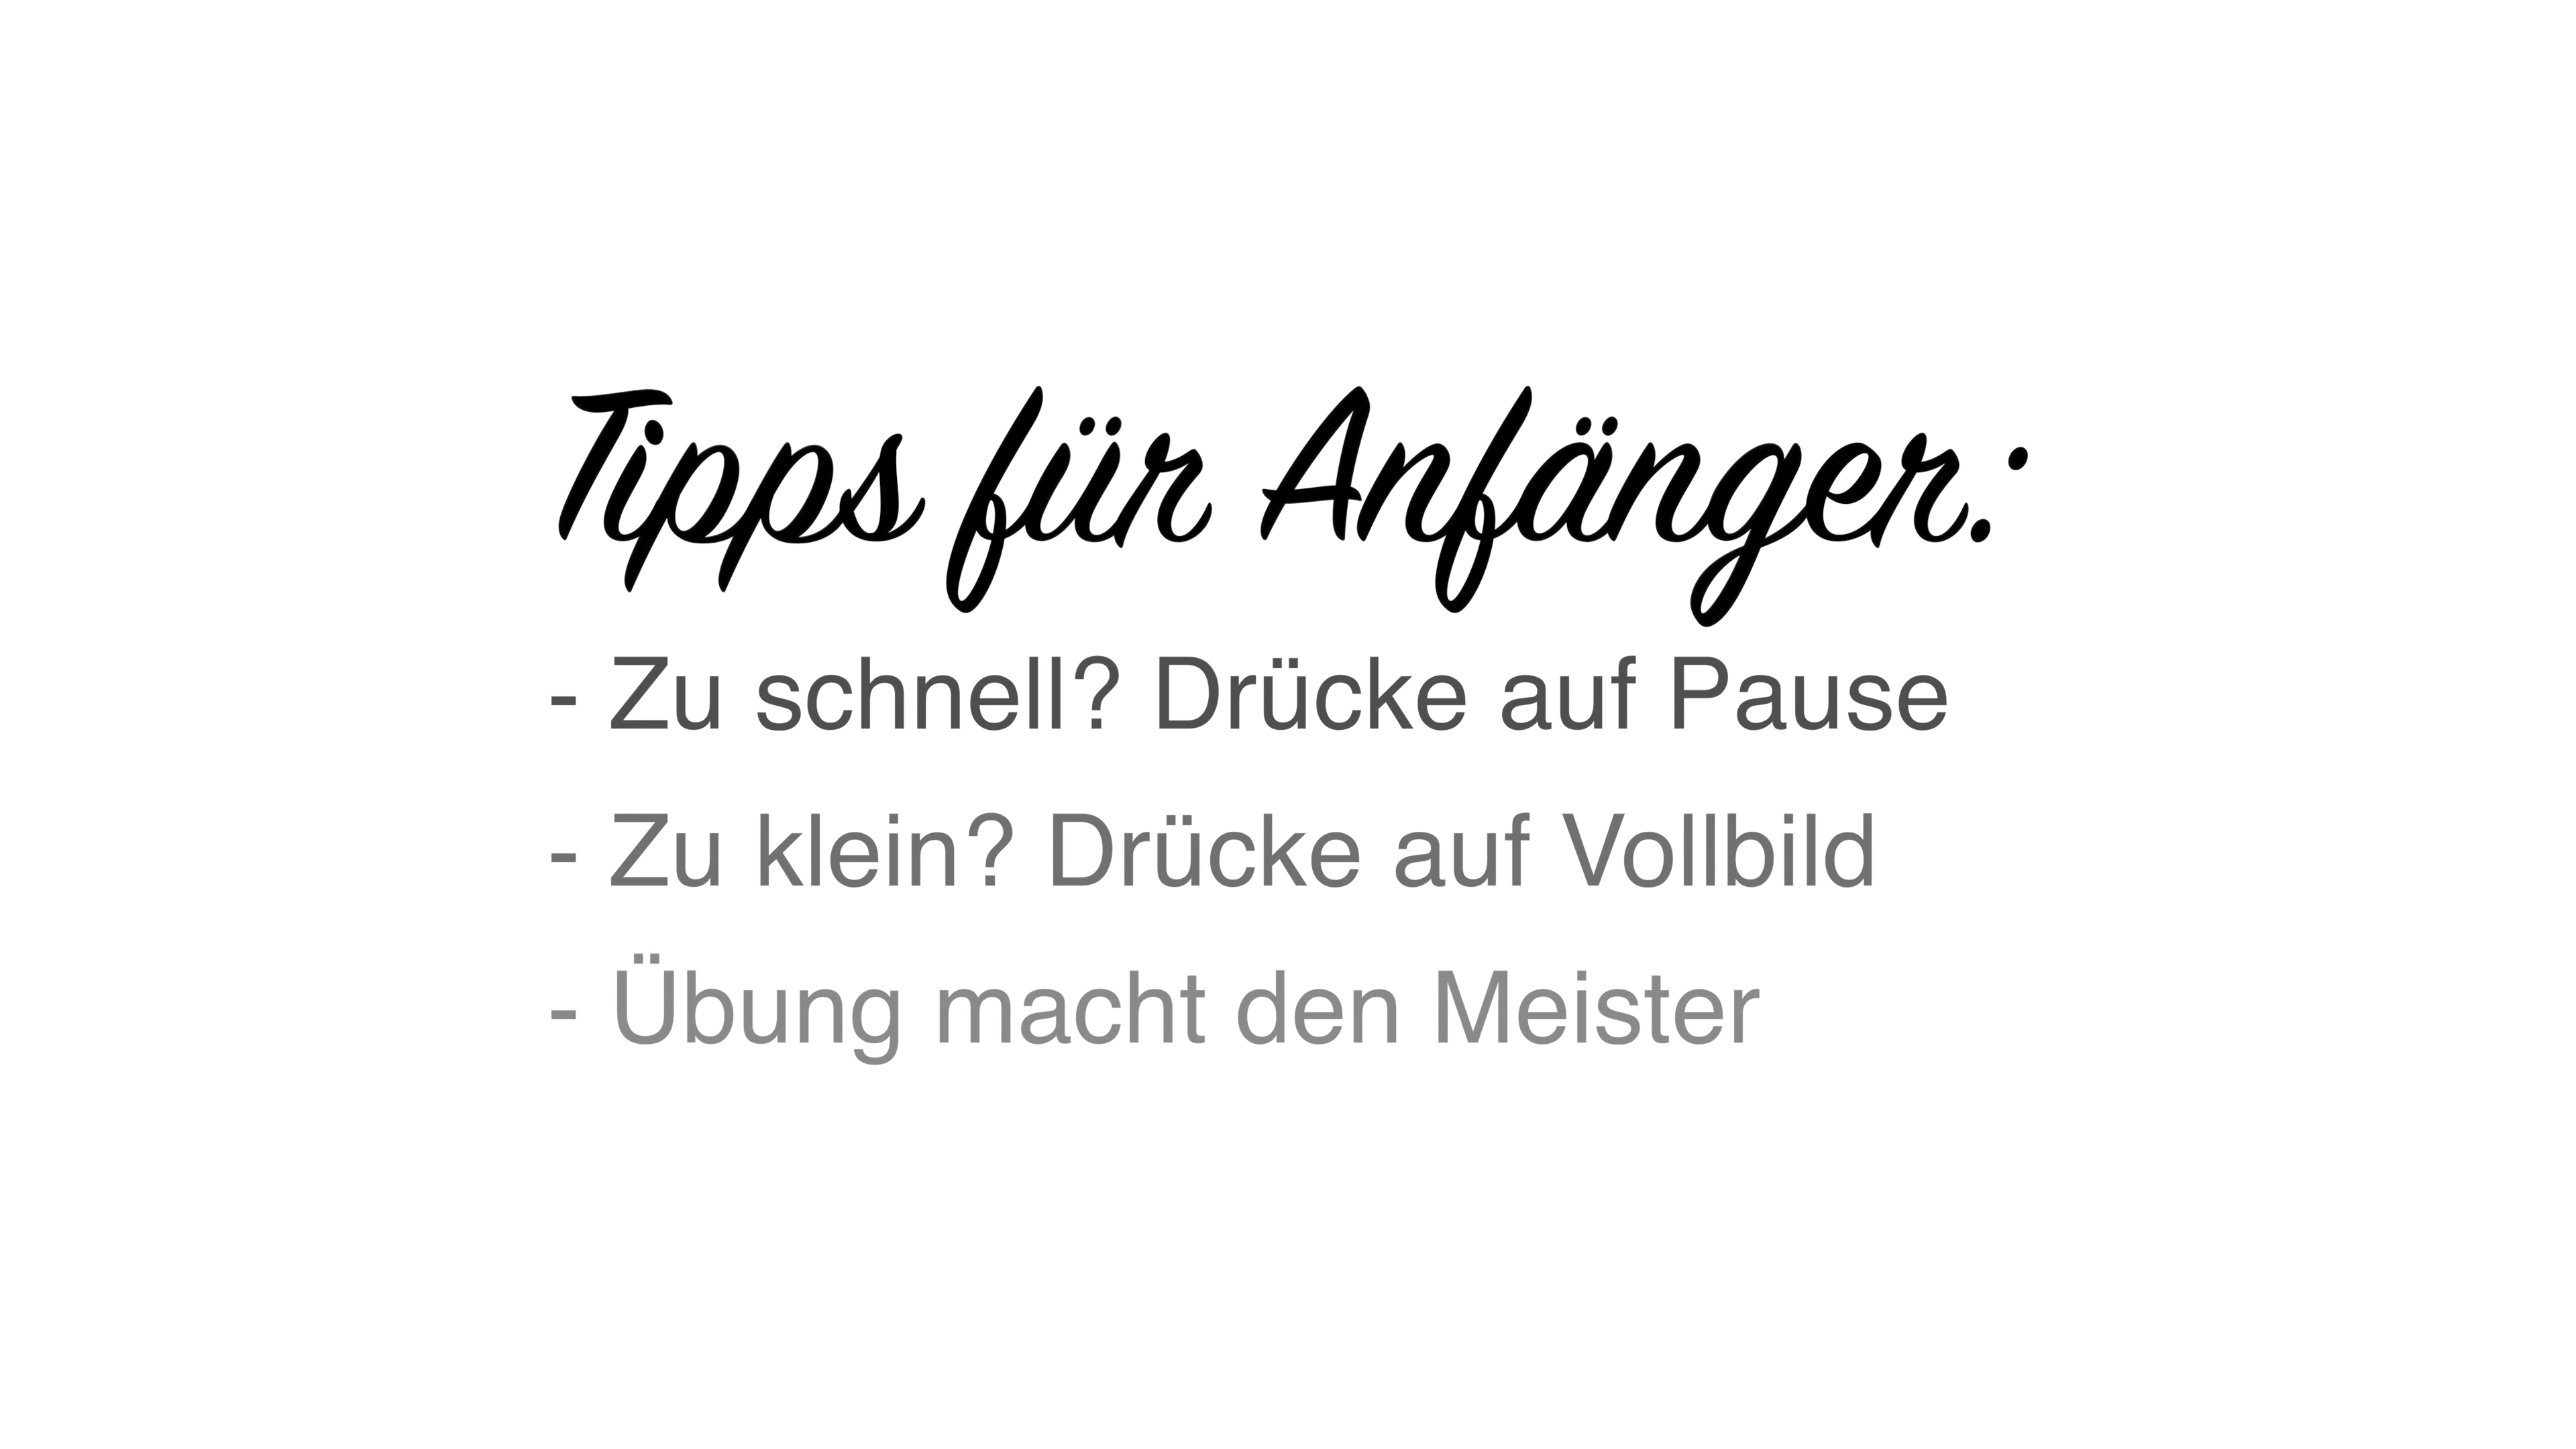 Tipps für Anfänger:
- Zu schnell? Drücke auf Pause
- Zu klein? Drücke auf Vollbild
- Übung macht den Meister